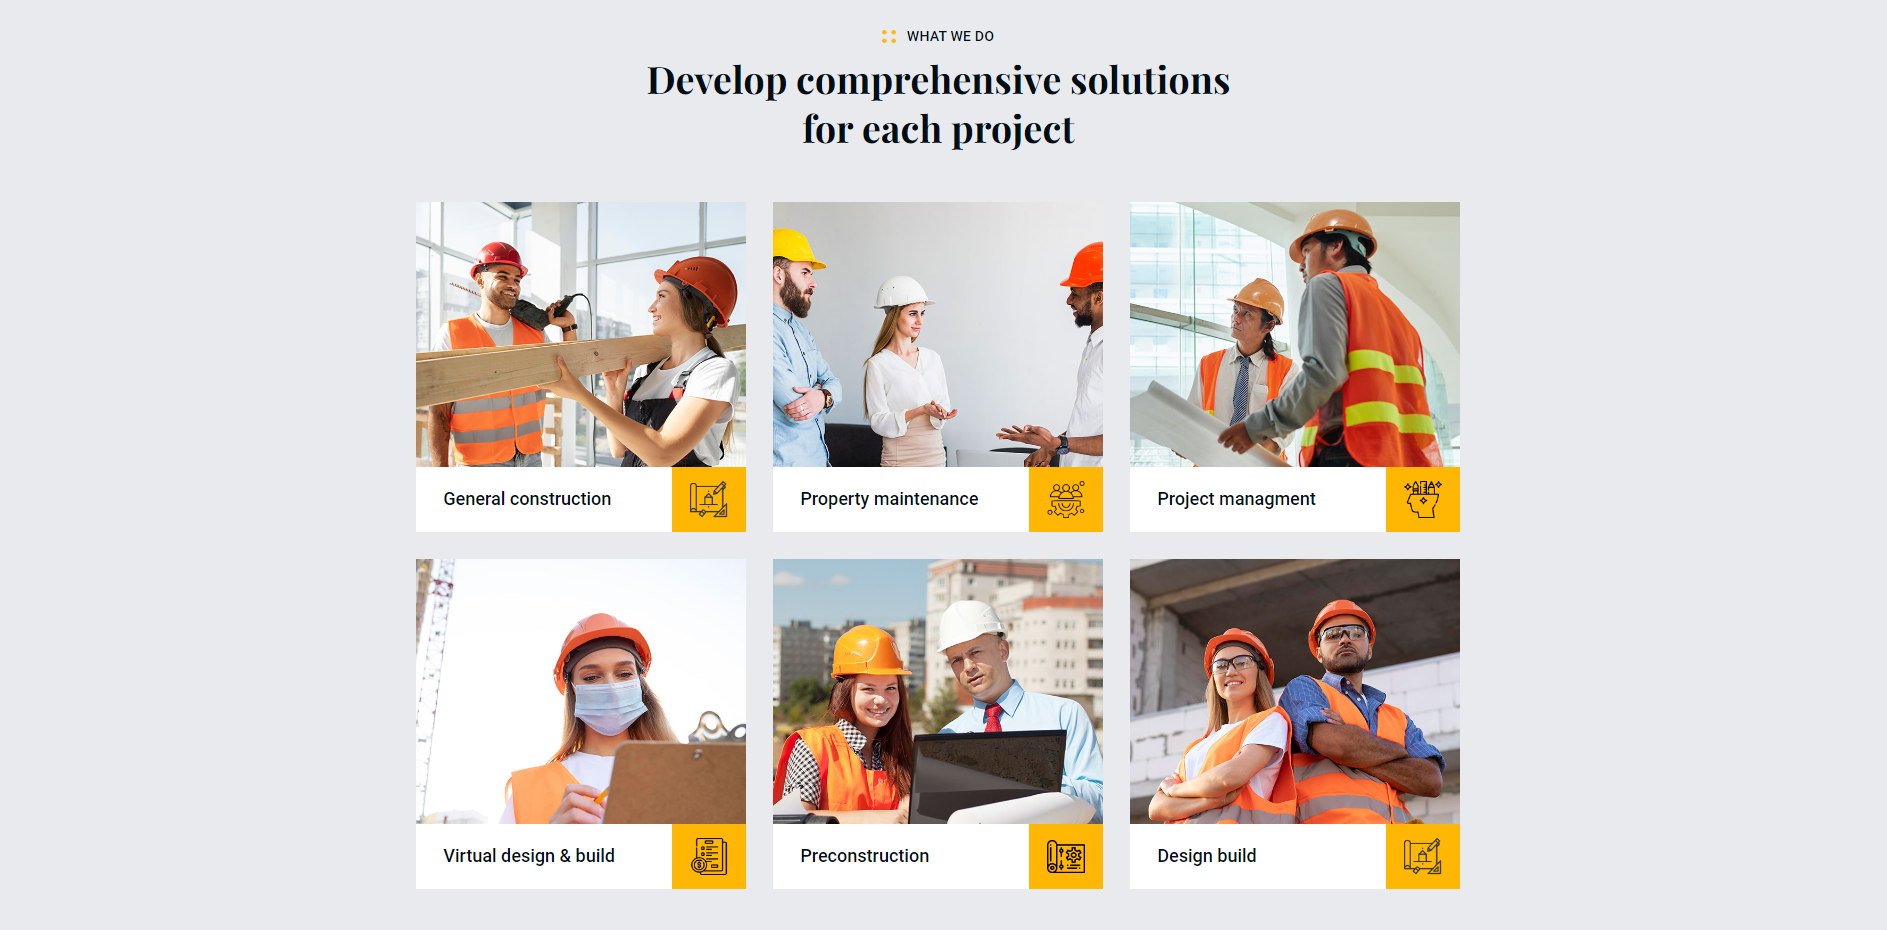 WHAT WE DO
Develop comprehensive solutions
for each project
General construction
Property maintenance
Project managment
Virtual design & build
Preconstruction
Design build